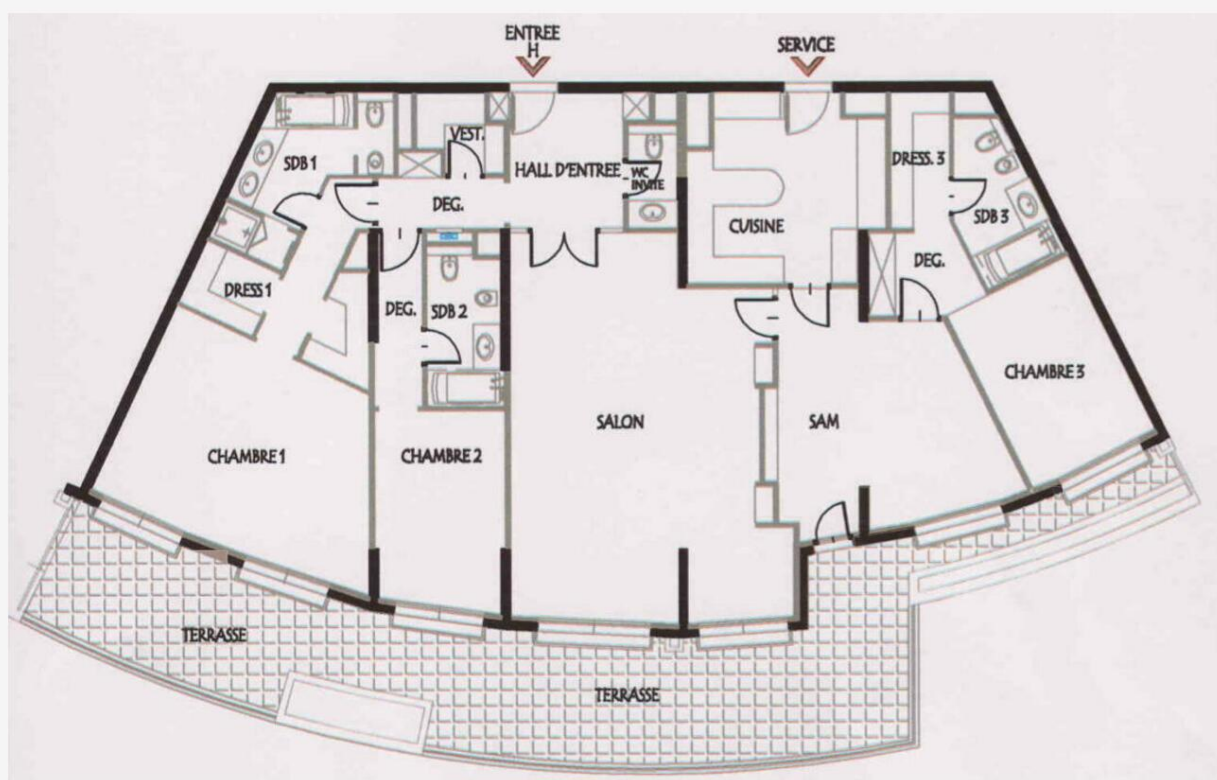 ENTREE
H
SERVICE
SDB 1
VEST.
HALL D'ENTREE
WC
INVITE
DRESS. 3
SDB 3
DEG.
CUISINE
DEG.
DRESS 1
DEG.
SDB 2
CHAMBRE 3
SALON
SAM
CHAMBRE 1
CHAMBRE 2
TERRASSE
TERRASSE